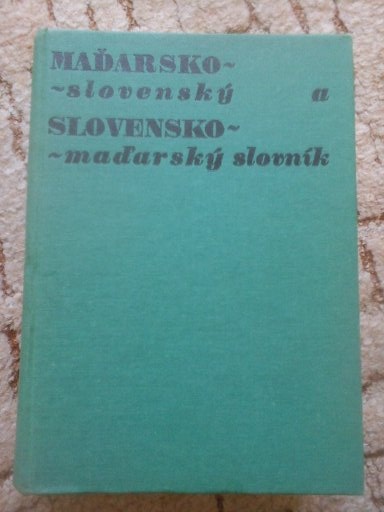 MAĎARSKO~
~slovenský a
SLOVENSKO~
~maďarský slovník